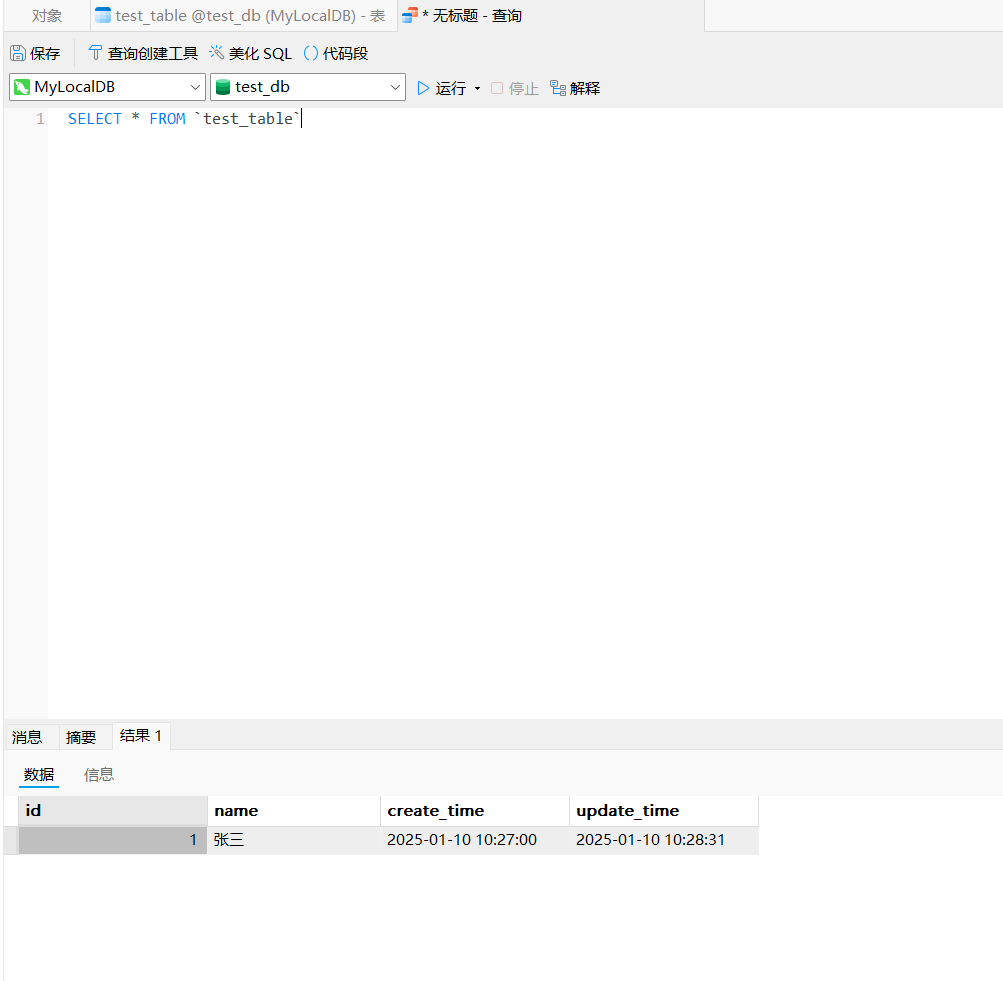 对象 test_table @test_db (MyLocalDB) - 表 * 无标题 - 查询
保存 查询创建工具 美化 SQL () 代码段
MyLocalDB test_db 运行 停止 解释
1 SELECT * FROM `test_table`
消息 摘要 结果 1
数据 信息
id name create_time update_time
1 张三 2025-01-10 10:27:00 2025-01-10 10:28:31